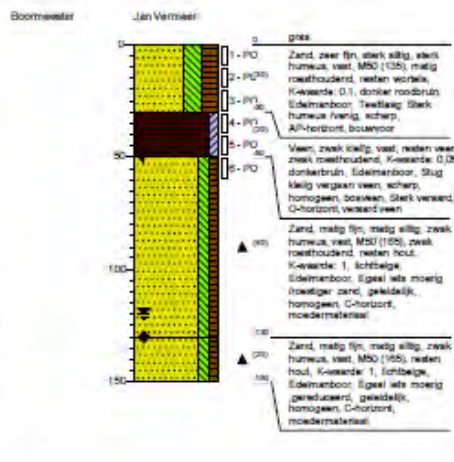 Boormeester Jan Vermeer
0 gras
0
1 - PO
2 - PO
3 - PO
4 - PO
5 - PO
6 - PO
50
100
150
Zand, zeer fijn, sterk siltig, sterk
humeus, vast, M50 (135), matig
roesthoudend, resten wortels,
K-waarde: 0.1, donker roodbruin,
Edelmanboor, Teeltlaag Sterk
humeus /venig, scherp,
AP-horizont, bouwvoor
Veen, zwak kleiig, vast, resten veen,
zwak roesthoudend, K-waarde: 0,05,
donkerbruin, Edelmanboor, Stug
kleiig vergaan veen, scherp,
homogeen, bosveen, Sterk veraard,
O-horizont, veraard veen
Zand, matig fijn, matig siltig, zwak
humeus, vast, M50 (165), zwak
roesthoudend, resten hout,
K-waarde: 1, lichtbeige,
Edelmanboor, Egaal iets moerig
/roestiger zand, geleidelijk,
homogeen, C-horizont,
moedermateriaal
130
Zand, matig fijn, matig siltig, zwak
humeus, vast, M50 (165), resten
hout, K-waarde: 1, lichtbeige,
Edelmanboor, Egaal iets moerig
,gereduceerd, geleidelijk,
homogeen, C-horizont,
moedermateriaal